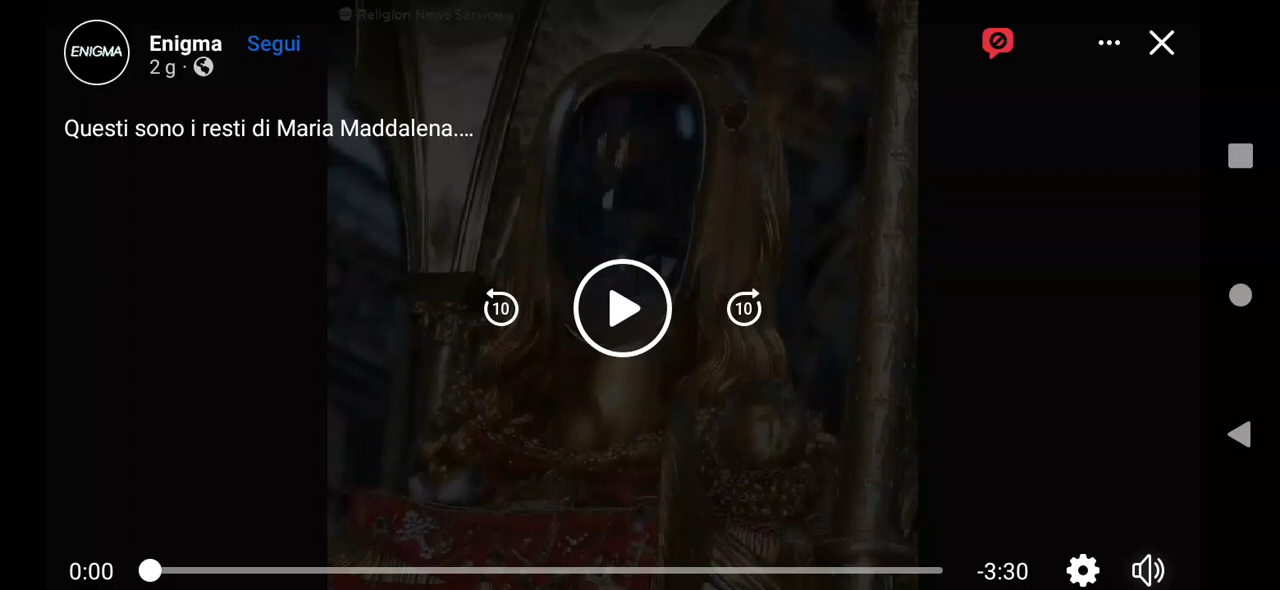 Religion News Service
ENIGMA
Enigma Segui
2 g ·
Questi sono i resti di Maria Maddalena....
10
10
0:00
-3:30